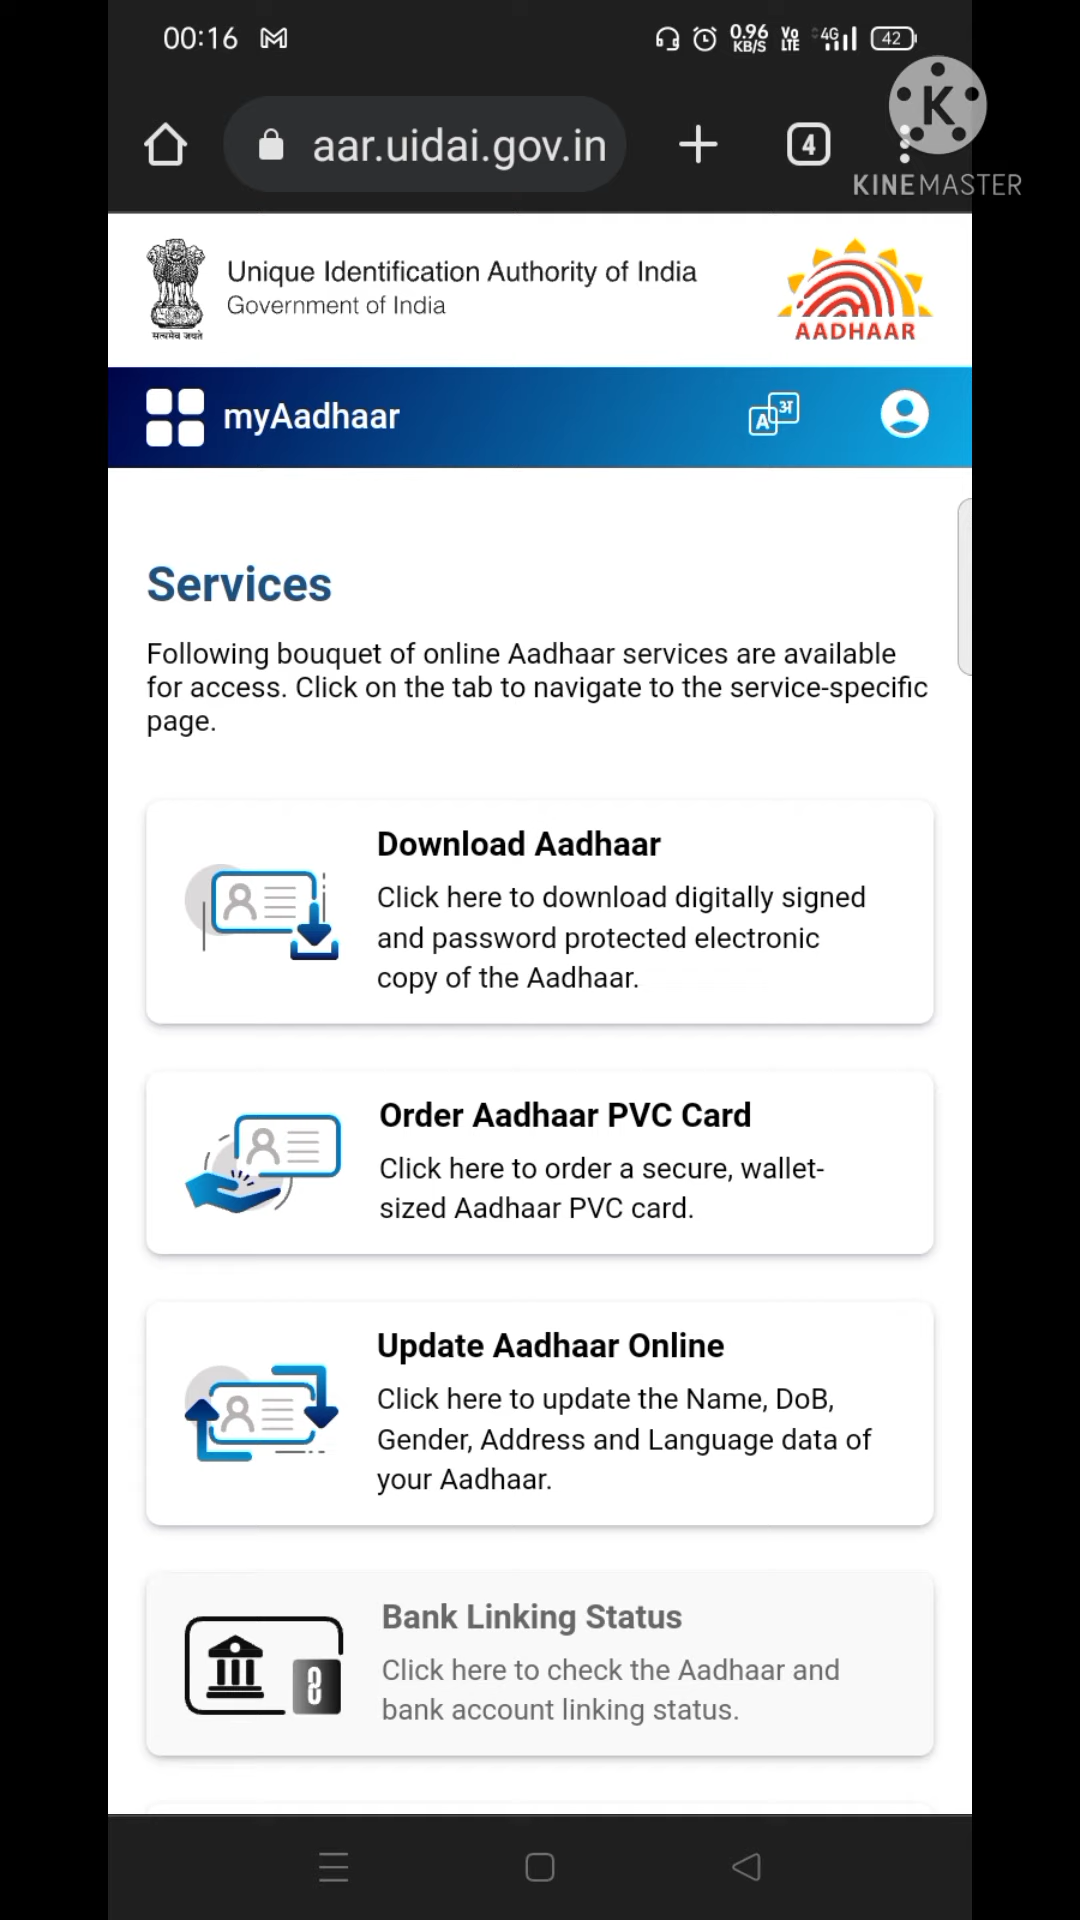 00:16 0.96 KB/S Vo LTE 4G 42
aar.uidai.gov.in 4
K
KINEMASTER
Unique Identification Authority of India
Government of India
सत्यमेव जयते
AADHAAR
myAadhaar A अ
Services
Following bouquet of online Aadhaar services are available
for access. Click on the tab to navigate to the service-specific
page.
Download Aadhaar
Click here to download digitally signed
and password protected electronic
copy of the Aadhaar.
Order Aadhaar PVC Card
Click here to order a secure, wallet-
sized Aadhaar PVC card.
Update Aadhaar Online
Click here to update the Name, DoB,
Gender, Address and Language data of
your Aadhaar.
Bank Linking Status
Click here to check the Aadhaar and
bank account linking status.